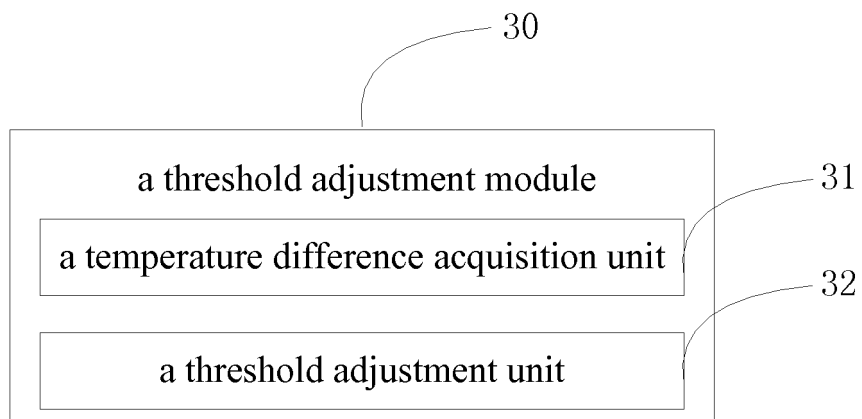 30
a threshold adjustment module
31
a temperature difference acquisition unit
32
a threshold adjustment unit